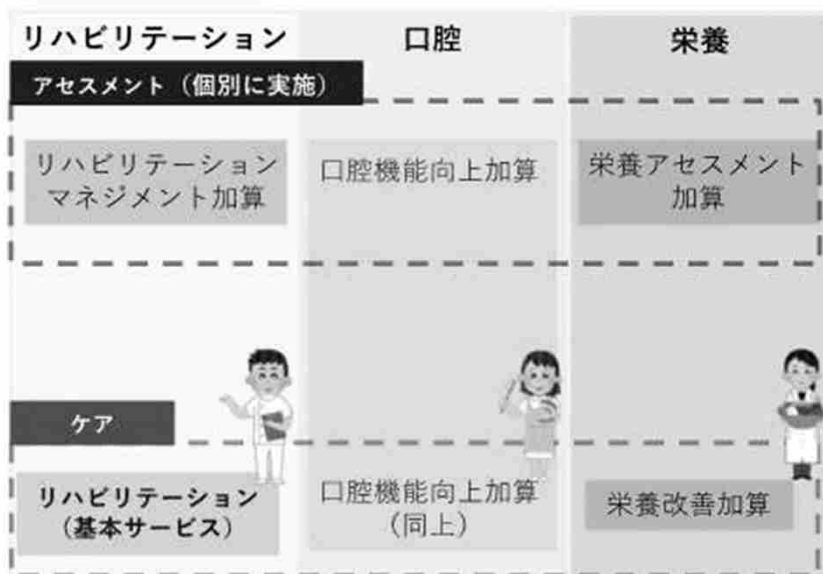 リハビリテーション
口腔
栄養
アセスメント（個別に実施）
リハビリテーション
マネジメント加算
口腔機能向上加算
栄養アセスメント
加算
ケア
リハビリテーション
（基本サービス）
口腔機能向上加算
（同上）
栄養改善加算